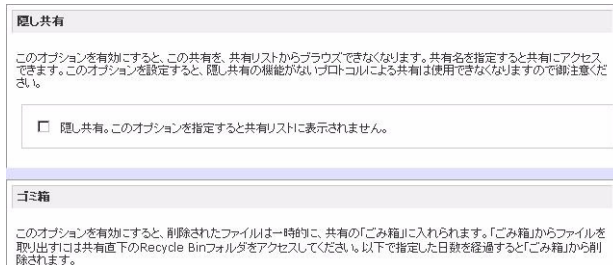 隠し共有
このオプションを有効にすると、この共有を、共有リストからブラウズできなくなります。共有名を指定すると共有にアクセス
できます。このオプションを設定すると、隠し共有の機能がないプロトコルによる共有は使用できなくなりますので御注意くだ
さい。
隠し共有。このオプションを指定すると共有リストに表示されません。
ゴミ箱
このオプションを有効にすると、削除されたファイルは一時的に、共有の「ごみ箱」に入れられます。「ごみ箱」からファイルを
取り出すには共有直下のRecycle Binフォルダをアクセスしてください。以下で指定した日数を経過すると「ごみ箱」から削
除されます。